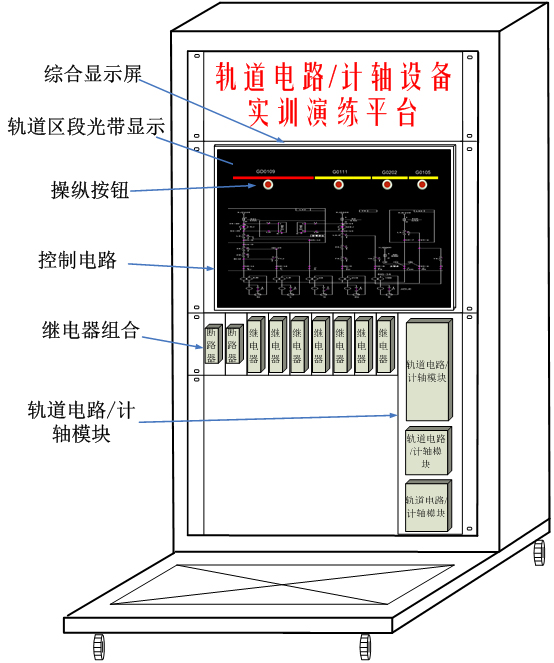 轨道电路/计轴设备
实训演练平台
综合显示屏
轨道区段光带显示
操纵按钮
控制电路
继电器组合
轨道电路/计
轴模块
GD0109
G0111
G0202
G0105
断路器
断路器
继电器
继电器
继电器
继电器
继电器
继电器
继电器
轨道电路/
计轴模块
轨道电路
/计轴模
块
轨道电路/
计轴模块